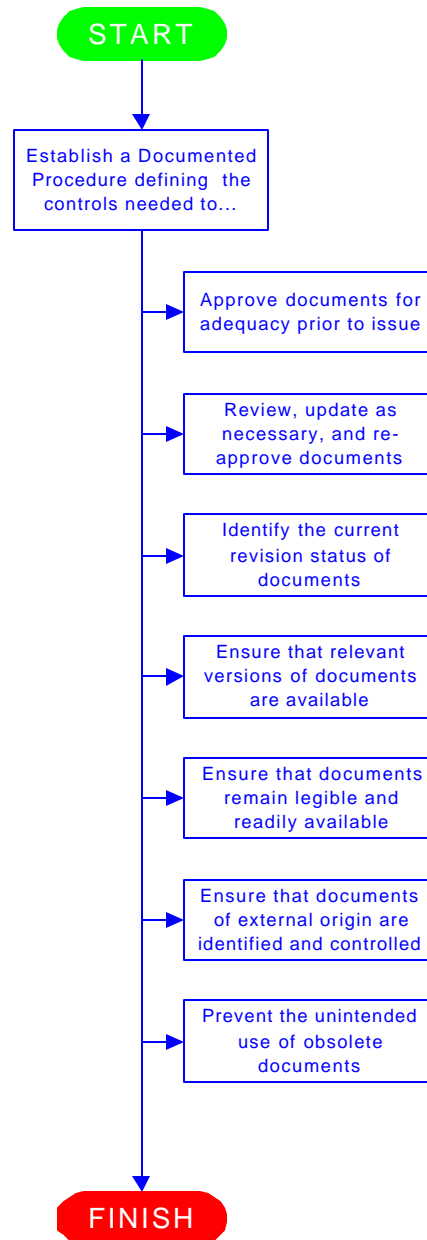 START
Establish a Documented
Procedure defining the
controls needed to...
Approve documents for
adequacy prior to issue
Review, update as
necessary, and re-
approve documents
Identify the current
revision status of
documents
Ensure that relevant
versions of documents
are available
Ensure that documents
remain legible and
readily available
Ensure that documents
of external origin are
identified and controlled
Prevent the unintended
use of obsolete
documents
FINISH